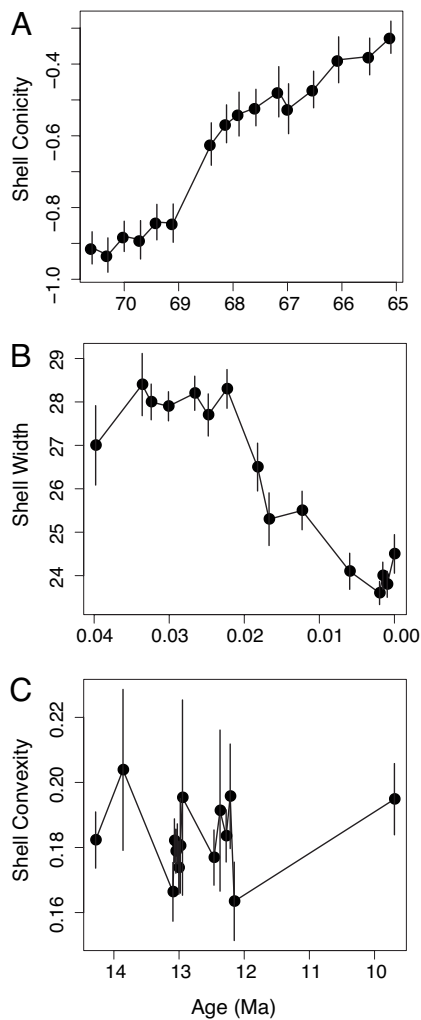 A
Shell Conicity
−0.4
−0.6
−0.8
−1.0
70 69 68 67 66 65
B
Shell Width
29
28
27
26
25
24
0.04 0.03 0.02 0.01 0.00
C
Shell Convexity
0.22
0.20
0.18
0.16
14 13 12 11 10
Age (Ma)